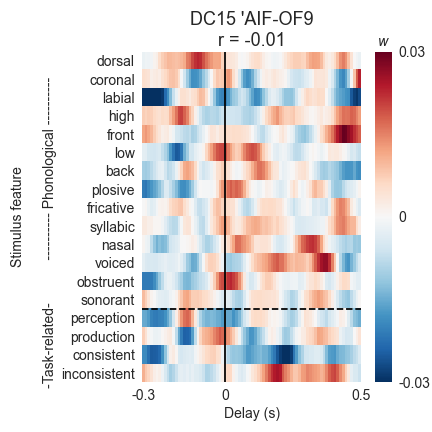 DC15 'AIF-OF9
r = -0.01
w
dorsal
coronal
labial
high
front
low
back
plosive
fricative
syllabic
nasal
voiced
obstruent
sonorant
perception
production
consistent
inconsistent
Stimulus feature
-Task-related- ---------- Phonological ----------
0.03
0
-0.03
-0.3 0 0.5
Delay (s)